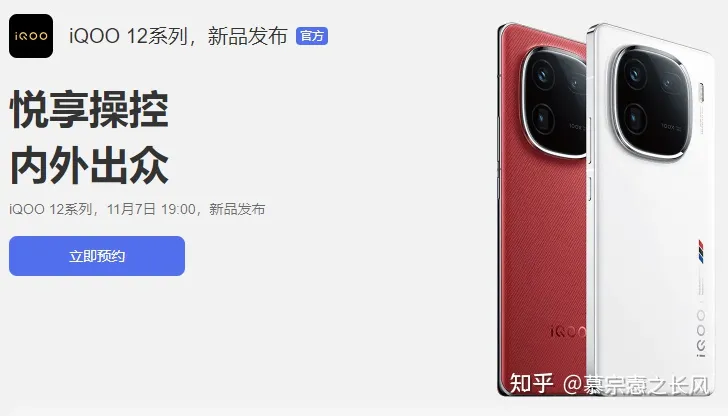 iQOO
iQOO 12系列，新品发布
官方
悦享操控
内外出众
iQOO 12系列，11月7日 19:00，新品发布
立即预约
iQOO
iQOO
知乎 @慕宗悫之长风